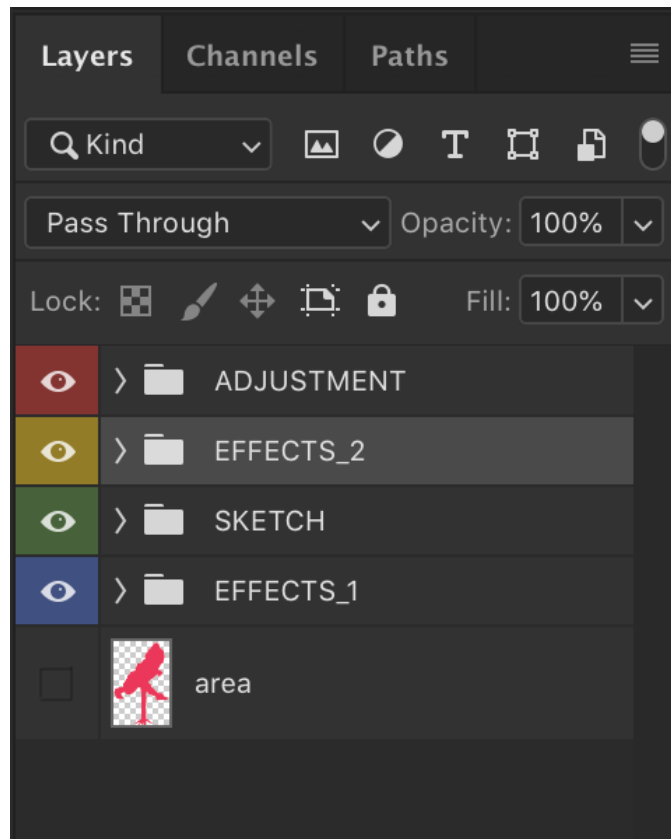 Layers Channels Paths
Kind
Pass Through Opacity: 100%
Lock: Fill: 100%
ADJUSTMENT
EFFECTS_2
SKETCH
EFFECTS_1
area